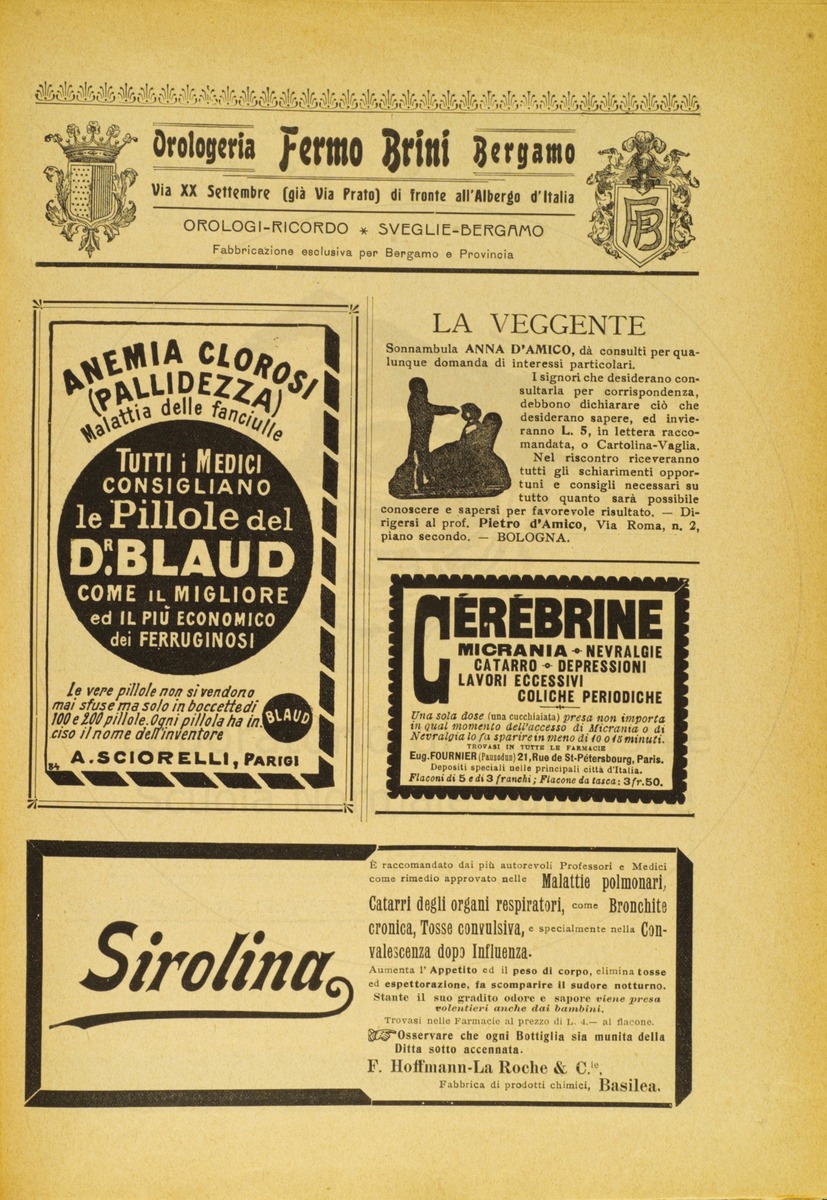 Orologeria Fermo Brini Bergamo
Via XX Settembre (già Via Prato) di fronte all'Albergo d'Italia
OROLOGI-RICORDO * SVEGLIE-BERGAMO
Fabbricazione esclusiva per Bergamo e Provincia
FB
ANEMIA CLOROSI
(PALLIDEZZA)
Malattia delle fanciulle
TUTTI i MEDICI
CONSIGLIANO
le Pillole del
DR. BLAUD
COME IL MIGLIORE
ed IL PIÙ ECONOMICO
dei FERRUGINOSI
Le vere pillole non si vendono
mai sfuse ma solo in boccette di
100 e 200 pillole. Ogni pillola ha in.
ciso il nome dell'inventore
BLAUD
A. SCIORELLI, PARIGI
84
LA VEGGENTE
Sonnambula ANNA D'AMICO, dà consulti per qua-
lunque domanda di interessi particolari.
I signori che desiderano con-
sultarla per corrispondenza,
debbono dichiarare ciò che
desiderano sapere, ed invie-
ranno L. 5, in lettera racco-
mandata, o Cartolina-Vaglia.
Nel riscontro riceveranno
tutti gli schiarimenti oppor-
tuni e consigli necessari su
tutto quanto sarà possibile
conoscere e sapersi per favorevole risultato. — Di-
rigersi al prof. Pietro d'Amico, Via Roma, n. 2,
piano secondo. — BOLOGNA.
CÉRÉBRINE
MICRANIA - NEVRALGIE
CATARRO - DEPRESSIONI
LAVORI ECCESSIVI
COLICHE PERIODICHE
Una sola dose (una cucchiaiata) presa non importa
in qual momento dell'accesso di Micrania o di
Nevralgia lo fa sparire in meno di 10 o 15 minuti.
TROVASI IN TUTTE LE FARMACIE
Eug. FOURNIER (Pausodun) 21, Rue de St-Pétersbourg, Paris.
Depositi speciali nelle principali città d'Italia.
Flaconi di 5 e di 3 franchi; Flacone da tasca: 3 fr. 50.
Sirolina
È raccomandato dai più autorevoli Professori e Medici
come rimedio approvato nelle Malattie polmonari,
Catarri degli organi respiratori, come Bronchite
cronica, Tosse convulsiva, e specialmente nella Con-
valescenza dopo Influenza.
Aumenta l'Appetito ed il peso di corpo, elimina tosse
ed espettorazione, fa scomparire il sudore notturno.
Stante il suo gradito odore e sapore viene presa
volentieri anche dai bambini.
Trovasi nelle Farmacie al prezzo di L. 4.— al flacone.
Osservare che ogni Bottiglia sia munita della
Ditta sotto accennata.
F. Hoffmann-La Roche & C.ie,
Fabbrica di prodotti chimici, Basilea.